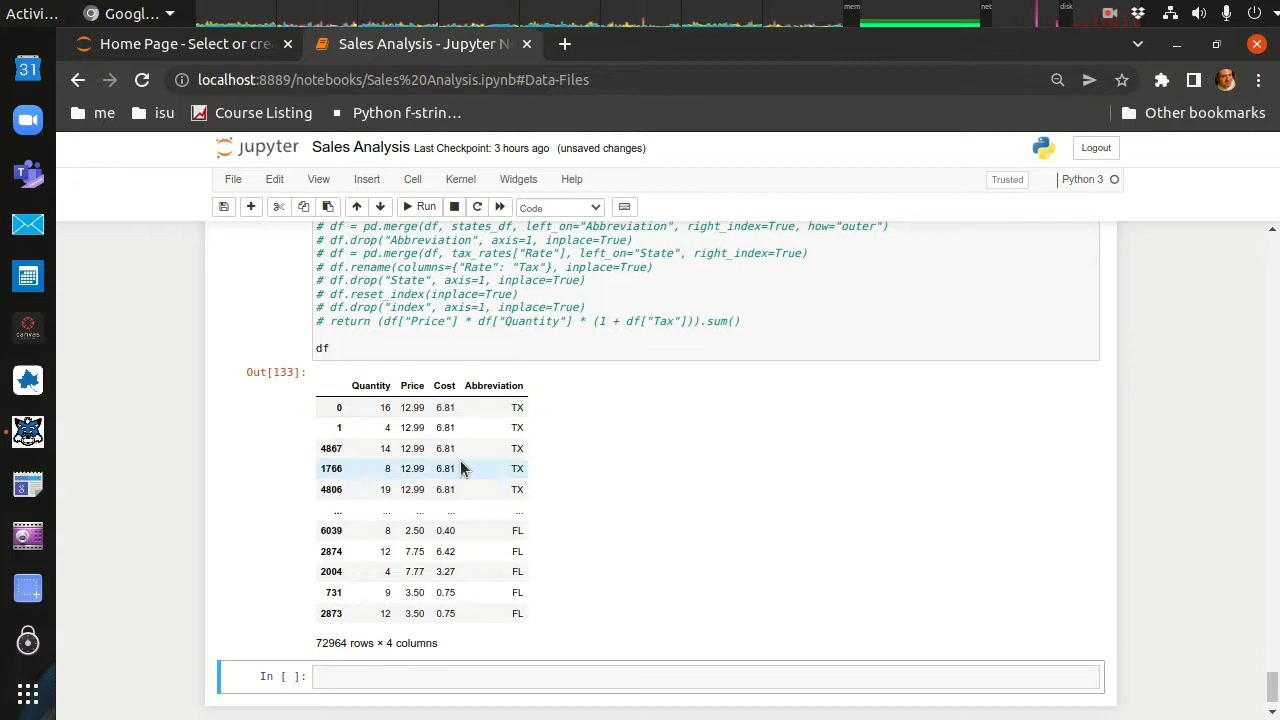 Activi... Googl... mem net disk
Home Page - Select or cre
Sales Analysis - Jupyter N
localhost:8889/notebooks/Sales%20Analysis.ipynb#Data-Files
me isu Course Listing Python f-strin... Other bookmarks
31
jupyter Sales Analysis Last Checkpoint: 3 hours ago (unsaved changes) Logout
File Edit View Insert Cell Kernel Widgets Help Trusted Python 3
Run Code
# df = pd.merge(df, states_df, left_on="Abbreviation", right_index=True, how="outer")
# df.drop("Abbreviation", axis=1, inplace=True)
# df = pd.merge(df, tax_rates["Rate"], left_on="State", right_index=True)
# df.rename(columns={"Rate": "Tax"}, inplace=True)
# df.drop("State", axis=1, inplace=True)
# df.reset_index(inplace=True)
# df.drop("index", axis=1, inplace=True)
# return (df["Price"] * df["Quantity"] * (1 + df["Tax"])).sum()
df
Out[133]:
Quantity Price Cost Abbreviation
0 16 12.99 6.81 TX
1 4 12.99 6.81 TX
4867 14 12.99 6.81 TX
1766 8 12.99 6.81 TX
4806 19 12.99 6.81 TX
... ... ... ... ...
6039 8 2.50 0.40 FL
2874 12 7.75 6.42 FL
2004 4 7.77 3.27 FL
731 9 3.50 0.75 FL
2873 12 3.50 0.75 FL
72964 rows × 4 columns
In [ ]:
canvas